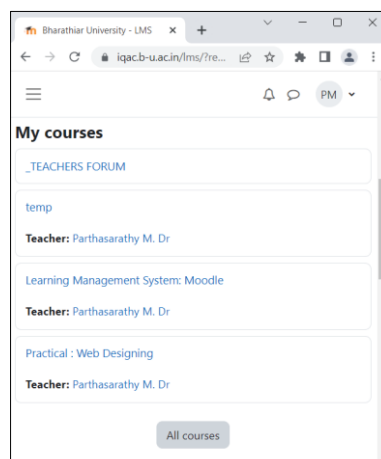 Bharathiar University - LMS
iqac.b-u.ac.in/lms/?re...
PM
My courses
_TEACHERS FORUM
temp
Teacher: Parthasarathy M. Dr
Learning Management System: Moodle
Teacher: Parthasarathy M. Dr
Practical : Web Designing
Teacher: Parthasarathy M. Dr
All courses